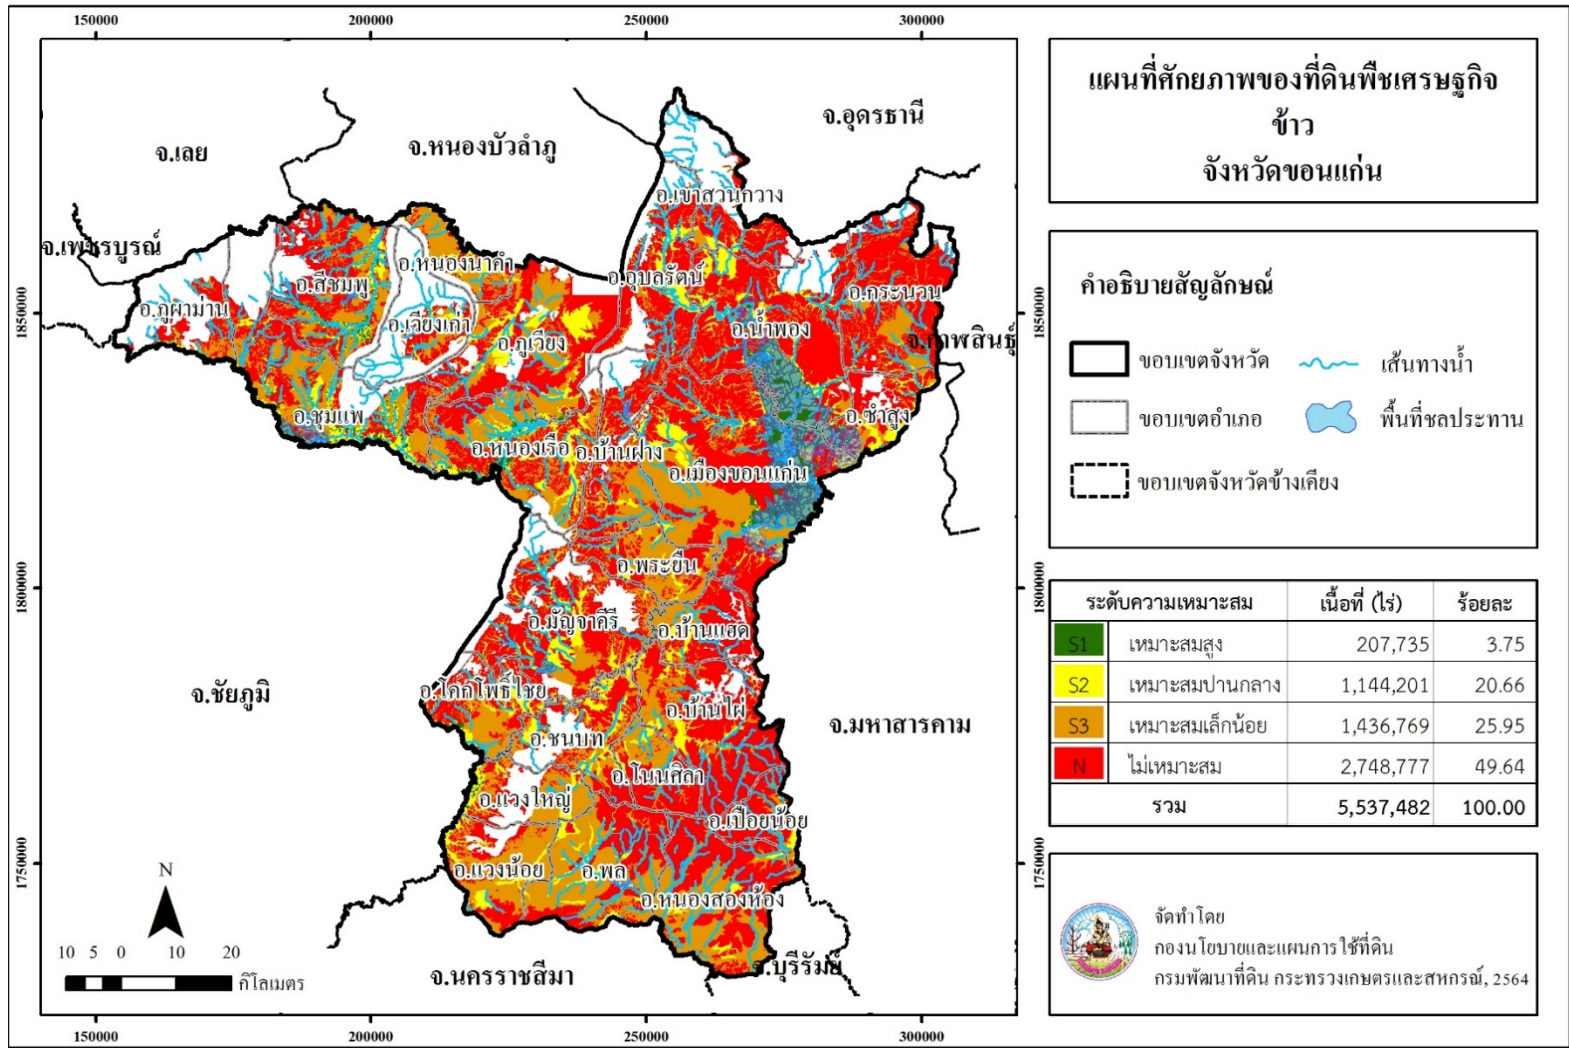 150000 200000 250000 300000
แผนที่ศักยภาพของที่ดินพืชเศรษฐกิจ
ข้าว
จังหวัดขอนแก่น
จ.อุดรธานี
จ.หนองบัวลำภู
จ.เลย
จ.เพชรบูรณ์
จ.กาฬสินธุ์
จ.ชัยภูมิ
จ.มหาสารคาม
จ.นครราชสีมา
จ.บุรีรัมย์
อ.เขาสวนกวาง
อ.หนองนาคำ
อ.สีชมพู
อ.อุบลรัตน์
อ.กระนวน
อ.ภูผาม่าน
อ.เวียงเก่า
อ.ภูเวียง
อ.น้ำพอง
อ.ชุมแพ
อ.ซำสูง
อ.หนองเรือ
อ.บ้านฝาง
อ.เมืองขอนแก่น
อ.พระยืน
อ.มัญจาคีรี
อ.บ้านแฮด
อ.โคกโพธิ์ไชย
อ.บ้านไผ่
อ.ชนบท
อ.โนนศิลา
อ.แวงใหญ่
อ.เปือยน้อย
อ.แวงน้อย
อ.พล
อ.หนองสองห้อง
1850000
1800000
1750000
1850000
1800000
1750000
N
10 5 0 10 20
กิโลเมตร
150000 200000 250000 300000
คำอธิบายสัญลักษณ์
ขอบเขตจังหวัด เส้นทางน้ำ
ขอบเขตอำเภอ พื้นที่ชลประทาน
ขอบเขตจังหวัดข้างเคียง
ระดับความเหมาะสม เนื้อที่ (ไร่) ร้อยละ
S1 เหมาะสมสูง 207,735 3.75
S2 เหมาะสมปานกลาง 1,144,201 20.66
S3 เหมาะสมเล็กน้อย 1,436,769 25.95
N ไม่เหมาะสม 2,748,777 49.64
รวม 5,537,482 100.00
จัดทำโดย
กองนโยบายและแผนการใช้ที่ดิน
กรมพัฒนาที่ดิน กระทรวงเกษตรและสหกรณ์, 2564